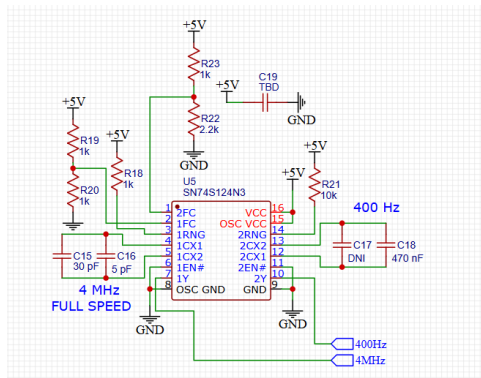 +5V
R23
1k
+5V
C19
TBD
GND
R22
2.2k
GND
+5V
R19
1k
+5V
R18
1k
R20
1k
+5V
+5V
R21
10k
U5
SN74S124N3
1 2FC
2 1FC
3 1RNG
4 1CX1
5 1CX2
6 1EN#
7 1Y
8 OSC GND
VCC 16
OSC VCC 15
2RNG 14
2CX2 13
2CX1 12
2EN# 11
2Y 10
GND 9
400 Hz
C17
DNI
C18
470 nF
C15
30 pF
C16
5 pF
4 MHz
FULL SPEED
GND
GND
400Hz
4MHz